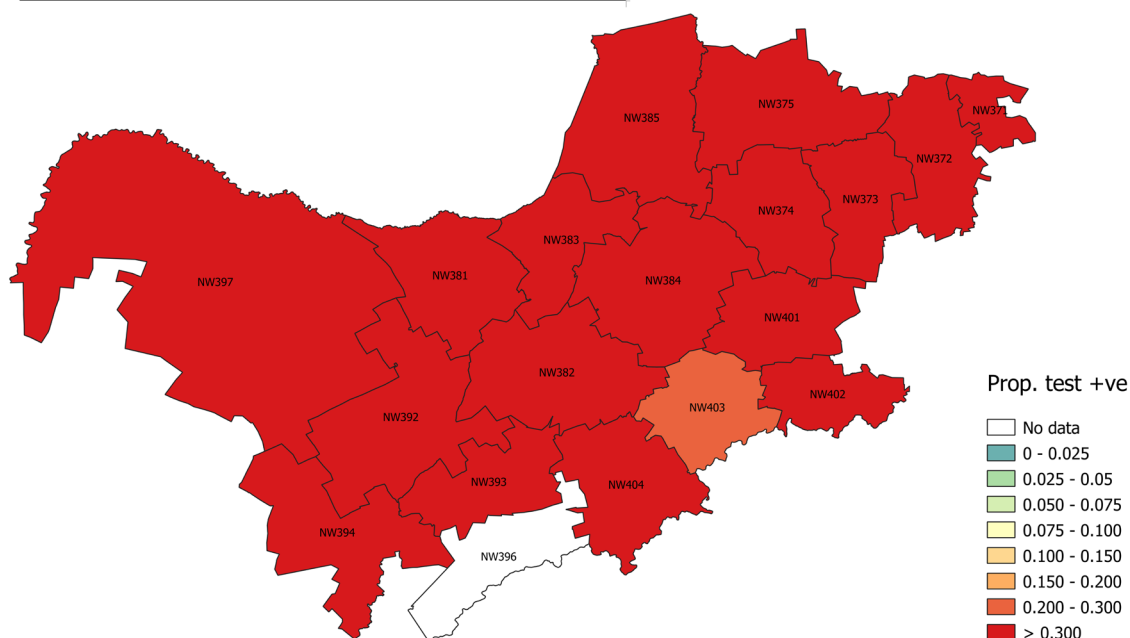 NW385
NW375
NW371
NW372
NW374
NW373
NW383
NW381
NW397
NW384
NW401
NW382
NW402
NW403
NW392
NW393
NW404
NW394
NW396
Prop. test +ve
No data
0 - 0.025
0.025 - 0.05
0.050 - 0.075
0.075 - 0.100
0.100 - 0.150
0.150 - 0.200
0.200 - 0.300
> 0.300